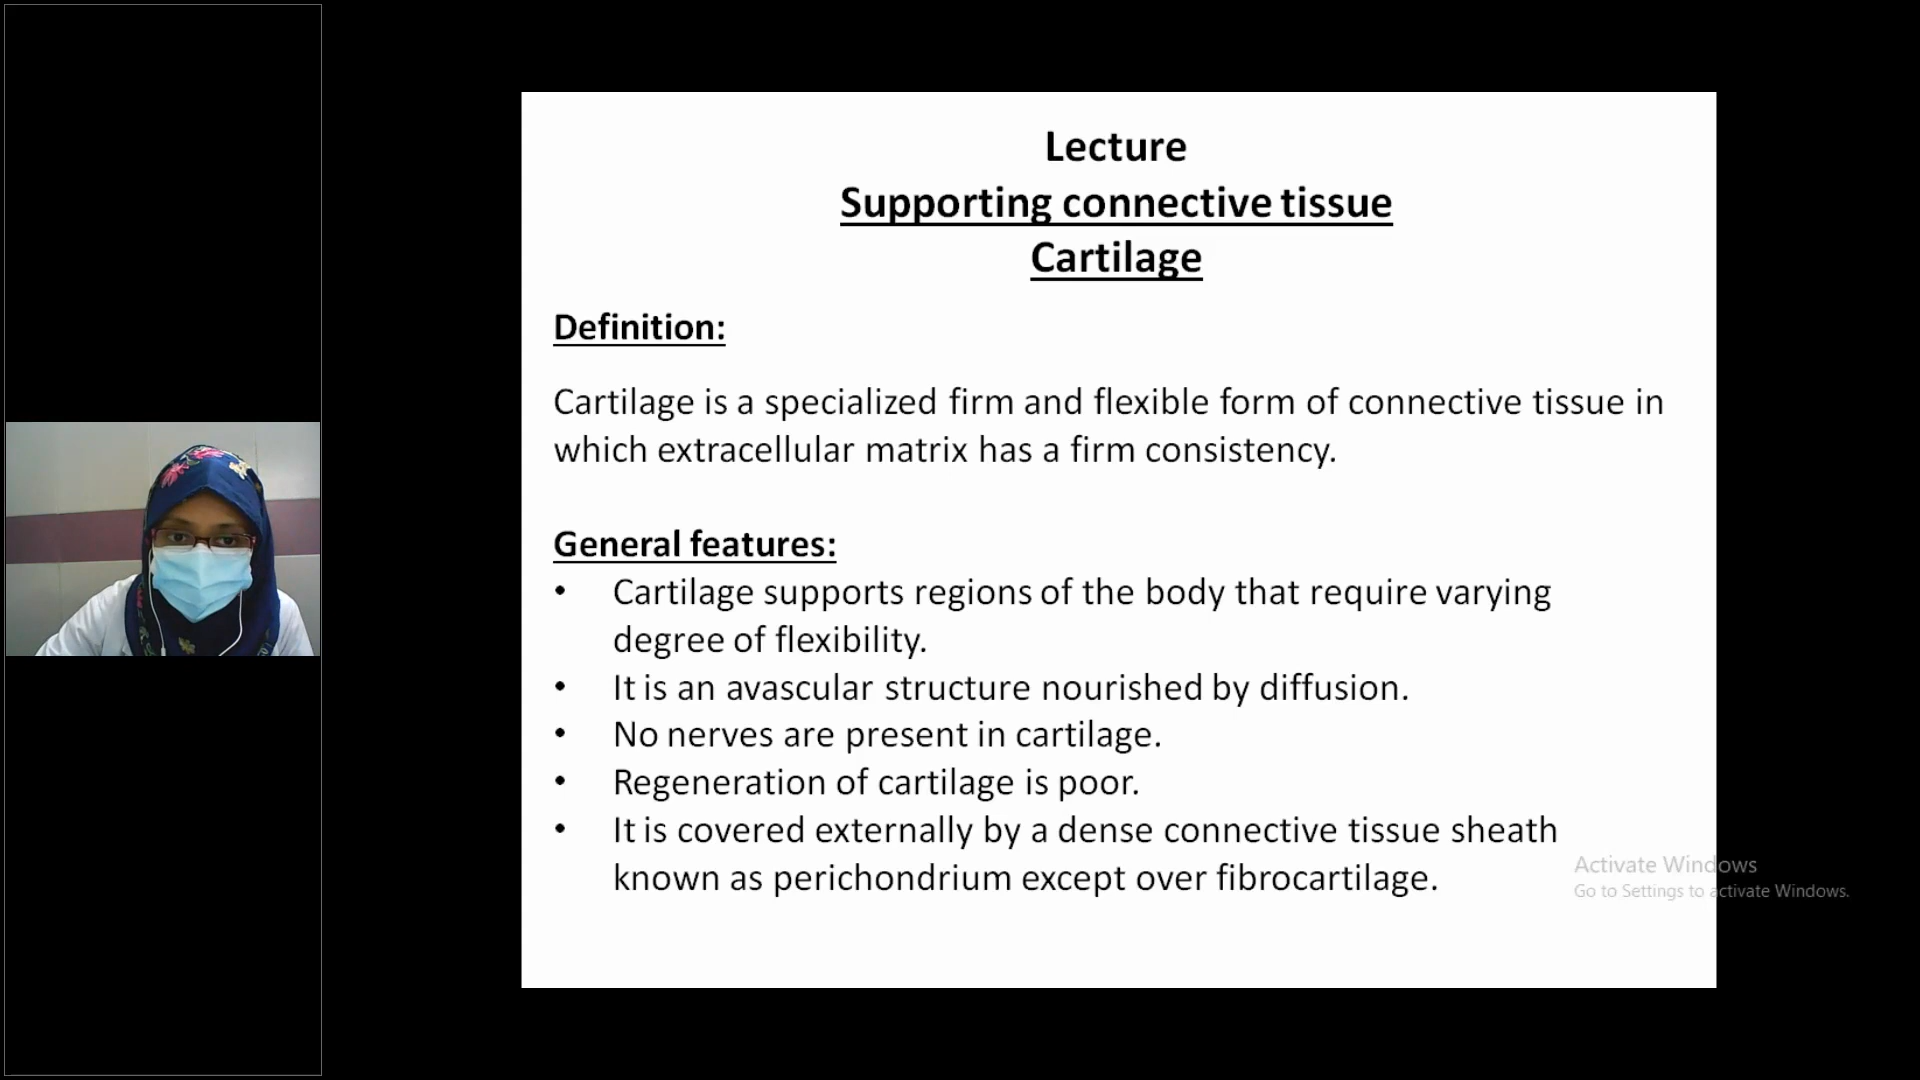 Lecture
Supporting connective tissue
Cartilage
Definition:
Cartilage is a specialized firm and flexible form of connective tissue in
which extracellular matrix has a firm consistency.
General features:
• Cartilage supports regions of the body that require varying
degree of flexibility.
• It is an avascular structure nourished by diffusion.
• No nerves are present in cartilage.
• Regeneration of cartilage is poor.
• It is covered externally by a dense connective tissue sheath
known as perichondrium except over fibrocartilage.
Activate Windows
Go to Settings to activate Windows.